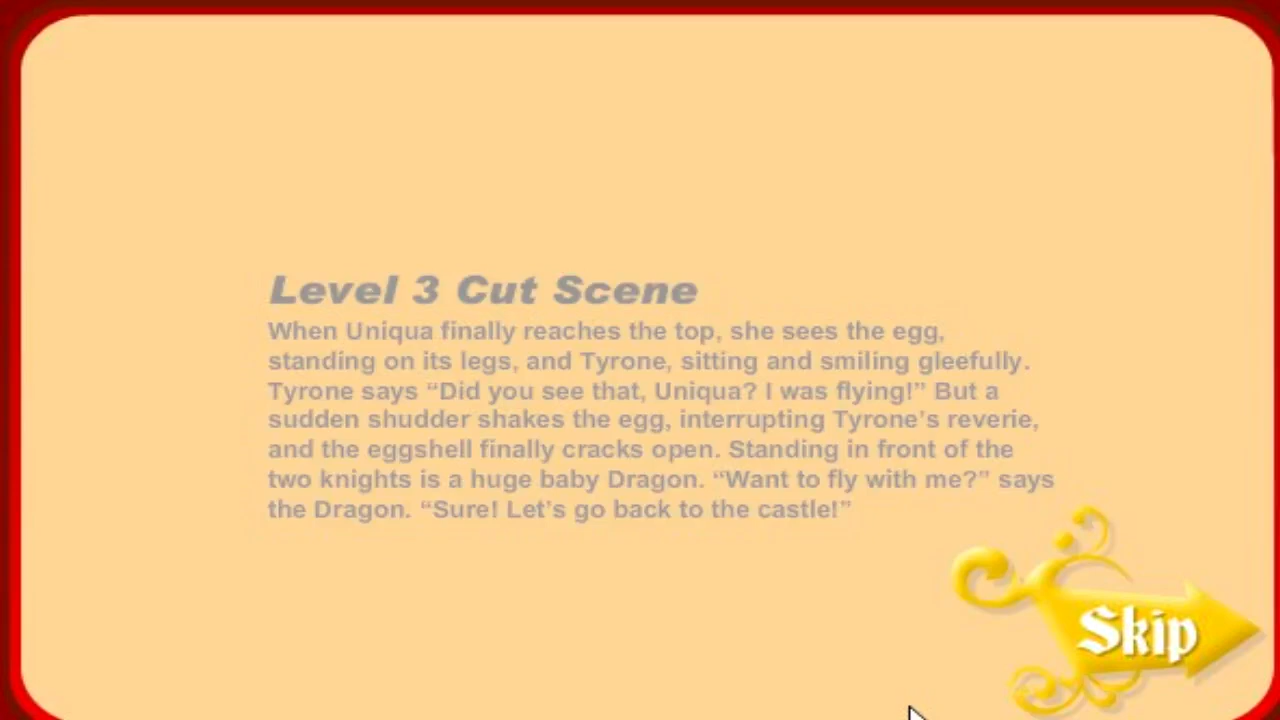 Level 3 Cut Scene
When Uniqua finally reaches the top, she sees the egg,
standing on its legs, and Tyrone, sitting and smiling gleefully.
Tyrone says “Did you see that, Uniqua? I was flying!” But a
sudden shudder shakes the egg, interrupting Tyrone’s reverie,
and the eggshell finally cracks open. Standing in front of the
two knights is a huge baby Dragon. “Want to fly with me?” says
the Dragon. “Sure! Let’s go back to the castle!”
Skip